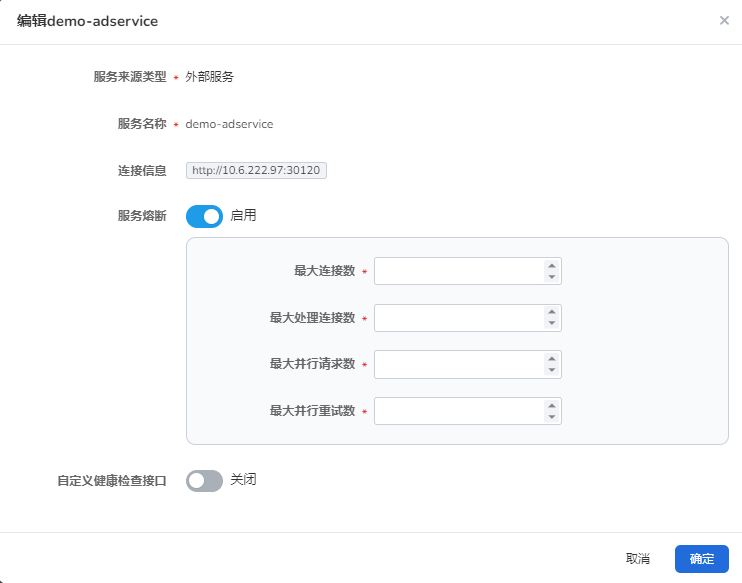 编辑demo-adservice
服务来源类型 * 外部服务
服务名称 * demo-adservice
连接信息 http://10.6.222.97:30120
服务熔断 启用
最大连接数 *
最大处理连接数 *
最大并行请求数 *
最大并行重试数 *
自定义健康检查接口 关闭
取消 确定